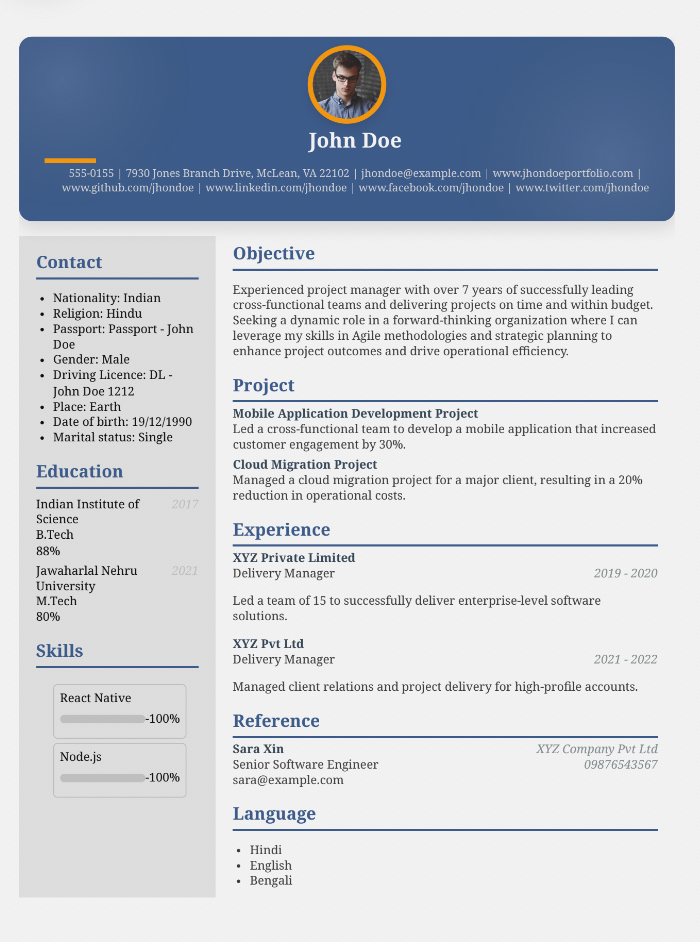 John Doe
555-0155 | 7930 Jones Branch Drive, McLean, VA 22102 | jhondoe@example.com | www.jhondoeportfolio.com |
www.github.com/jhondoe | www.linkedin.com/jhondoe | www.facebook.com/jhondoe | www.twitter.com/jhondoe
Contact
• Nationality: Indian
• Religion: Hindu
• Passport: Passport - John
Doe
• Gender: Male
• Driving Licence: DL -
John Doe 1212
• Place: Earth
• Date of birth: 19/12/1990
• Marital status: Single
Education
Indian Institute of 2017
Science
B.Tech
88%
Jawaharlal Nehru 2021
University
M.Tech
80%
Skills
React Native
-100%
Node.js
-100%
Objective
Experienced project manager with over 7 years of successfully leading
cross-functional teams and delivering projects on time and within budget.
Seeking a dynamic role in a forward-thinking organization where I can
leverage my skills in Agile methodologies and strategic planning to
enhance project outcomes and drive operational efficiency.
Project
Mobile Application Development Project
Led a cross-functional team to develop a mobile application that increased
customer engagement by 30%.
Cloud Migration Project
Managed a cloud migration project for a major client, resulting in a 20%
reduction in operational costs.
Experience
XYZ Private Limited
Delivery Manager 2019 - 2020
Led a team of 15 to successfully deliver enterprise-level software
solutions.
XYZ Pvt Ltd
Delivery Manager 2021 - 2022
Managed client relations and project delivery for high-profile accounts.
Reference
Sara Xin XYZ Company Pvt Ltd
Senior Software Engineer 09876543567
sara@example.com
Language
• Hindi
• English
• Bengali